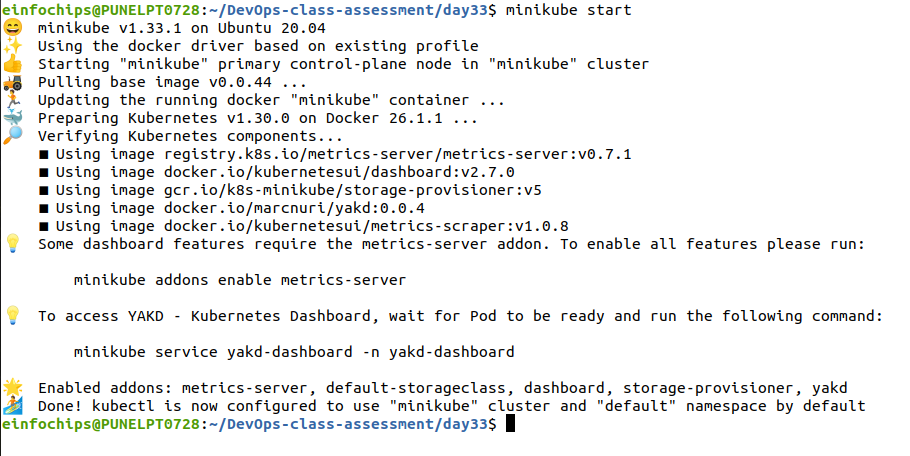 einfochips@PUNELPT0728:~/DevOps-class-assessment/day33$ minikube start
😄 minikube v1.33.1 on Ubuntu 20.04
✨ Using the docker driver based on existing profile
👍 Starting "minikube" primary control-plane node in "minikube" cluster
🚜 Pulling base image v0.0.44 ...
🏃 Updating the running docker "minikube" container ...
🐳 Preparing Kubernetes v1.30.0 on Docker 26.1.1 ...
🔎 Verifying Kubernetes components...
▪ Using image registry.k8s.io/metrics-server/metrics-server:v0.7.1
▪ Using image docker.io/kubernetesui/dashboard:v2.7.0
▪ Using image gcr.io/k8s-minikube/storage-provisioner:v5
▪ Using image docker.io/marcnuri/yakd:0.0.4
▪ Using image docker.io/kubernetesui/metrics-scraper:v1.0.8
💡 Some dashboard features require the metrics-server addon. To enable all features please run:
minikube addons enable metrics-server
💡 To access YAKD - Kubernetes Dashboard, wait for Pod to be ready and run the following command:
minikube service yakd-dashboard -n yakd-dashboard
🌟 Enabled addons: metrics-server, default-storageclass, dashboard, storage-provisioner, yakd
🏄 Done! kubectl is now configured to use "minikube" cluster and "default" namespace by default
einfochips@PUNELPT0728:~/DevOps-class-assessment/day33$